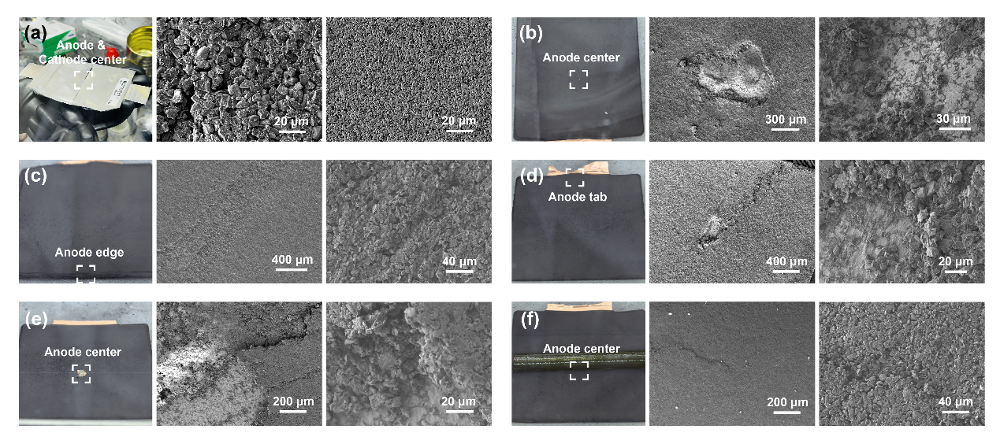 (a)
Anode &
Cathode center
20 μm
20 μm
(b)
Anode center
300 μm
30 μm
(c)
Anode edge
400 μm
40 μm
(d)
Anode tab
400 μm
20 μm
(e)
Anode center
200 μm
20 μm
(f)
Anode center
200 μm
40 μm